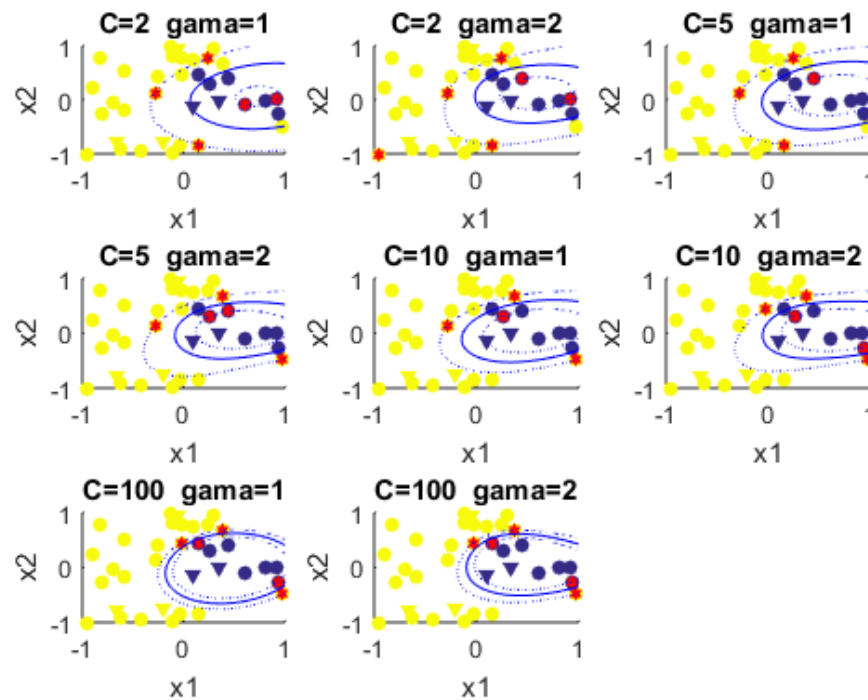 C=2 gama=1
C=2 gama=2
C=5 gama=1
x2
1
0
-1
-1 0 1
x1
x2
1
0
-1
-1 0 1
x1
x2
1
0
-1
-1 0 1
x1
C=5 gama=2
C=10 gama=1
C=10 gama=2
x2
1
0
-1
-1 0 1
x1
x2
1
0
-1
-1 0 1
x1
x2
1
0
-1
-1 0 1
x1
C=100 gama=1
C=100 gama=2
x2
1
0
-1
-1 0 1
x1
x2
1
0
-1
-1 0 1
x1